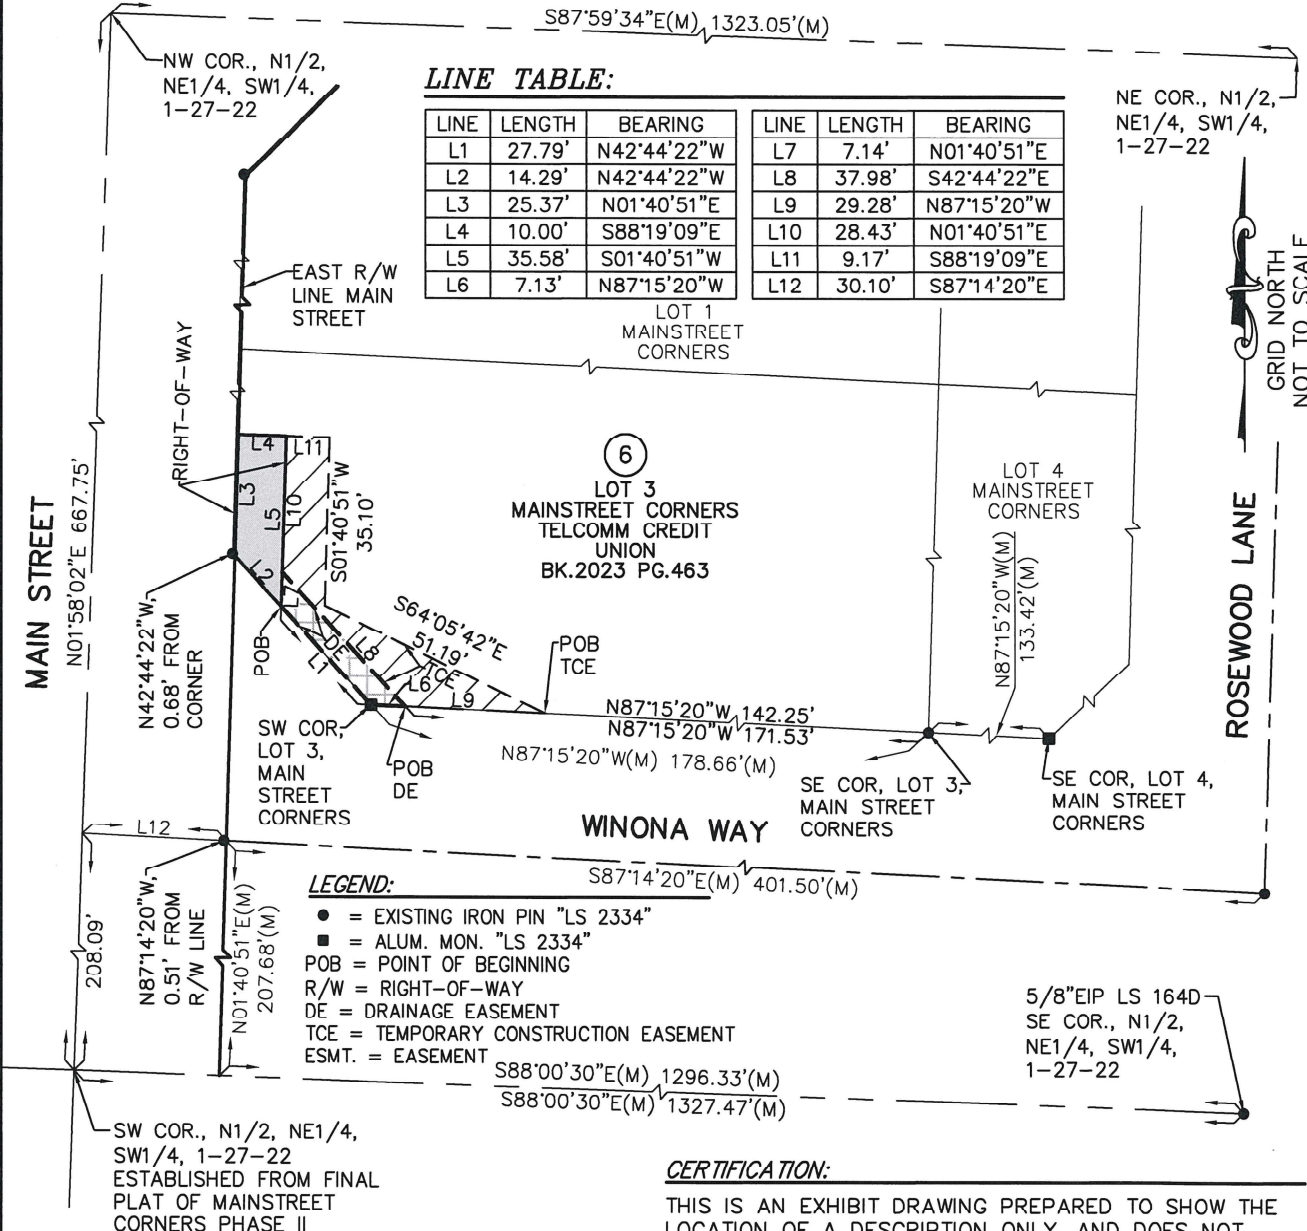 S87°59'34"E(M) 1323.05'(M)
NW COR., N1/2,
NE1/4, SW1/4,
1-27-22
LINE TABLE:
LINE LENGTH BEARING
L1 27.79' N42°44'22"W
L2 14.29' N42°44'22"W
L3 25.37' N01°40'51"E
L4 10.00' S88°19'09"E
L5 35.58' S01°40'51"W
L6 7.13' N87°15'20"W
LINE LENGTH BEARING
L7 7.14' N01°40'51"E
L8 37.98' S42°44'22"E
L9 29.28' N87°15'20"W
L10 28.43' N01°40'51"E
L11 9.17' S88°19'09"E
L12 30.10' S87°14'20"E
NE COR., N1/2,
NE1/4, SW1/4,
1-27-22
GRID NORTH
NOT TO SCALE
EAST R/W
LINE MAIN
STREET
LOT 1
MAINSTREET
CORNERS
RIGHT-OF-WAY
MAIN STREET
N01°58'02"E 667.75'
L4
L11
L3
L5
L10
S01°40'51"W
35.10'
L2
L7
6
LOT 3
MAINSTREET CORNERS
TELCOMM CREDIT
UNION
BK.2023 PG.463
LOT 4
MAINSTREET
CORNERS
N87°15'20"W(M)
133.42'(M)
ROSEWOOD LANE
N42°44'22"W,
0.68' FROM
CORNER
POB
L1
DE
L8
TCE
L6
L9
S64°05'42"E
51.19'
POB
TCE
N87°15'20"W 142.25'
N87°15'20"W 171.53'
N87°15'20"W(M) 178.66'(M)
SW COR,
LOT 3,
MAIN
STREET
CORNERS
POB
DE
SE COR, LOT 3,
MAIN STREET
CORNERS
SE COR, LOT 4,
MAIN STREET
CORNERS
L12
WINONA WAY
S87°14'20"E(M) 401.50'(M)
208.09'
N87°14'20"W,
0.51' FROM
R/W LINE
N01°40'51"E(M)
207.68'(M)
LEGEND:
● = EXISTING IRON PIN "LS 2334"
■ = ALUM. MON. "LS 2334"
POB = POINT OF BEGINNING
R/W = RIGHT-OF-WAY
DE = DRAINAGE EASEMENT
TCE = TEMPORARY CONSTRUCTION EASEMENT
ESMT. = EASEMENT
5/8"EIP LS 164D
SE COR., N1/2,
NE1/4, SW1/4,
1-27-22
S88°00'30"E(M) 1296.33'(M)
S88°00'30"E(M) 1327.47'(M)
SW COR., N1/2, NE1/4,
SW1/4, 1-27-22
ESTABLISHED FROM FINAL
PLAT OF MAINSTREET
CORNERS PHASE II
CERTIFICATION:
THIS IS AN EXHIBIT DRAWING PREPARED TO SHOW THE
LOCATION OF A DESCRIPTION ONLY, AND DOES NOT